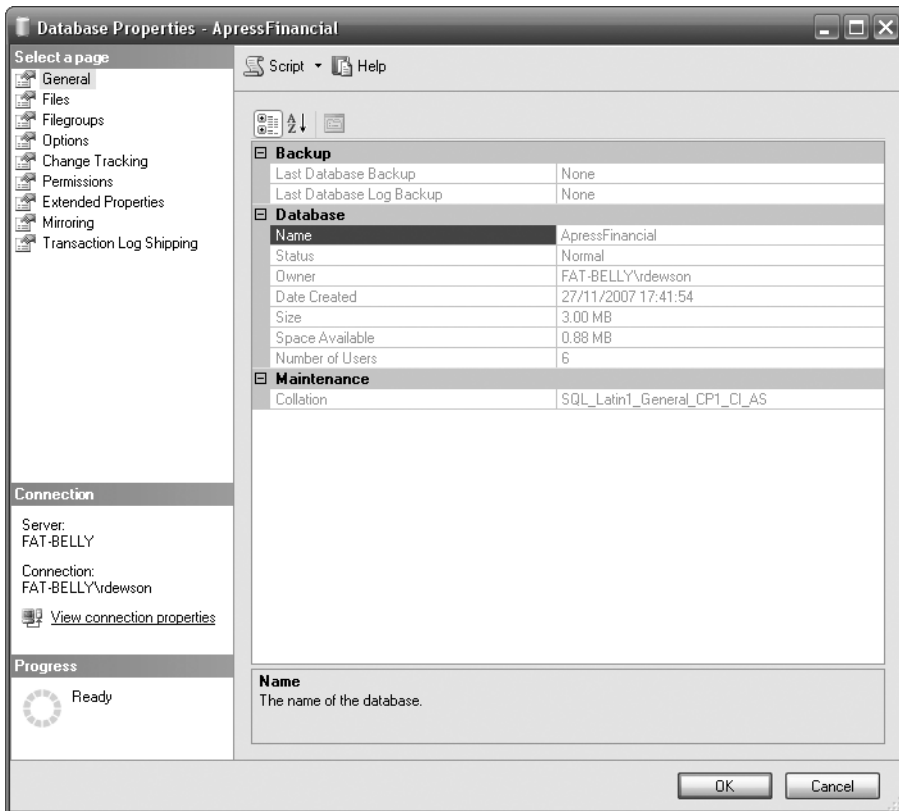 Database Properties - ApressFinancial
Select a page
General
Files
Filegroups
Options
Change Tracking
Permissions
Extended Properties
Mirroring
Transaction Log Shipping
Connection
Server:
FAT-BELLY
Connection:
FAT-BELLY\rdewson
View connection properties
Progress
Ready
Script Help
Backup
Last Database Backup None
Last Database Log Backup None
Database
Name ApressFinancial
Status Normal
Owner FAT-BELLY\rdewson
Date Created 27/11/2007 17:41:54
Size 3.00 MB
Space Available 0.88 MB
Number of Users 6
Maintenance
Collation SQL_Latin1_General_CP1_CI_AS
Name
The name of the database.
OK Cancel